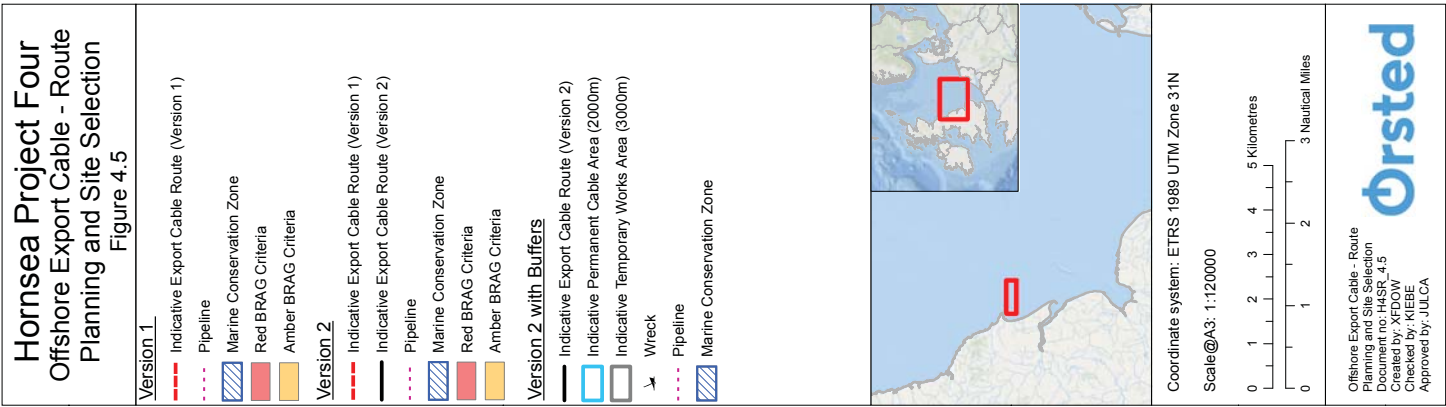 Hornsea Project Four
Offshore Export Cable - Route
Planning and Site Selection
Figure 4.5
Version 1
Indicative Export Cable Route (Version 1)
Pipeline
Marine Conservation Zone
Red BRAG Criteria
Amber BRAG Criteria
Version 2
Indicative Export Cable Route (Version 1)
Indicative Export Cable Route (Version 2)
Pipeline
Marine Conservation Zone
Red BRAG Criteria
Amber BRAG Criteria
Version 2 with Buffers
Indicative Export Cable Route (Version 2)
Indicative Permanent Cable Area (2000m)
Indicative Temporary Works Area (3000m)
Wreck
Pipeline
Marine Conservation Zone
Coordinate system: ETRS 1989 UTM Zone 31N
Scale@A3: 1:120000
0 1 2 3 4 5 Kilometres
0 1 2 3 Nautical Miles
Offshore Export Cable - Route
Planning and Site Selection
Document no: H4SR_4.5
Created by: XFDOW
Checked by: KIEBE
Approved by: JULCA
Ørsted